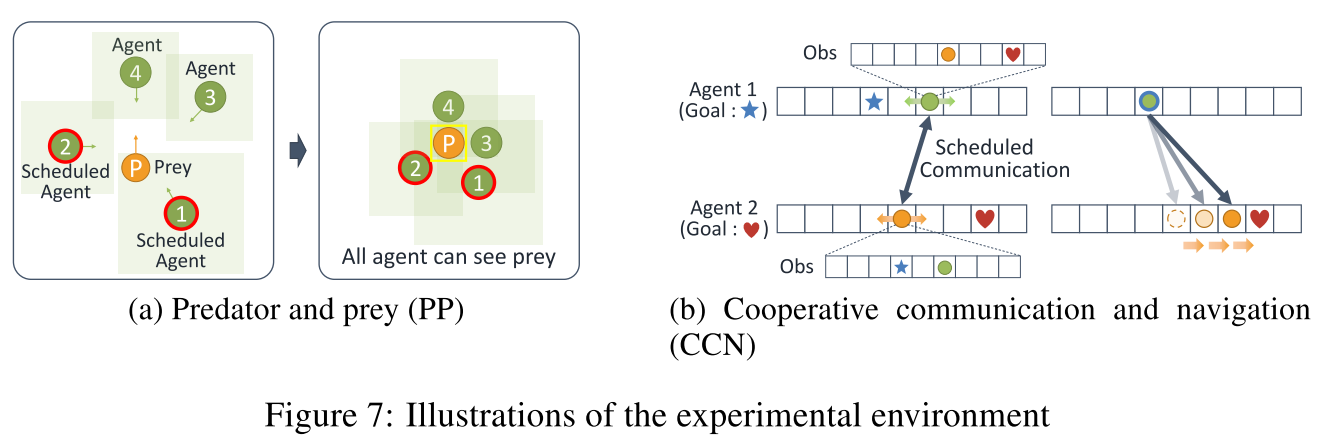 Agent
4
Agent
3
2
Scheduled
Agent
P Prey
1
Scheduled
Agent
4
P
3
2
1
All agent can see prey
(a) Predator and prey (PP)
Obs
Agent 1
(Goal : )
Scheduled
Communication
Agent 2
(Goal : )
Obs
(b) Cooperative communication and navigation
(CCN)
Figure 7: Illustrations of the experimental environment